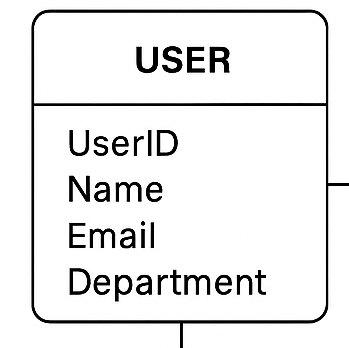 USER
UserID
Name
Email
Department